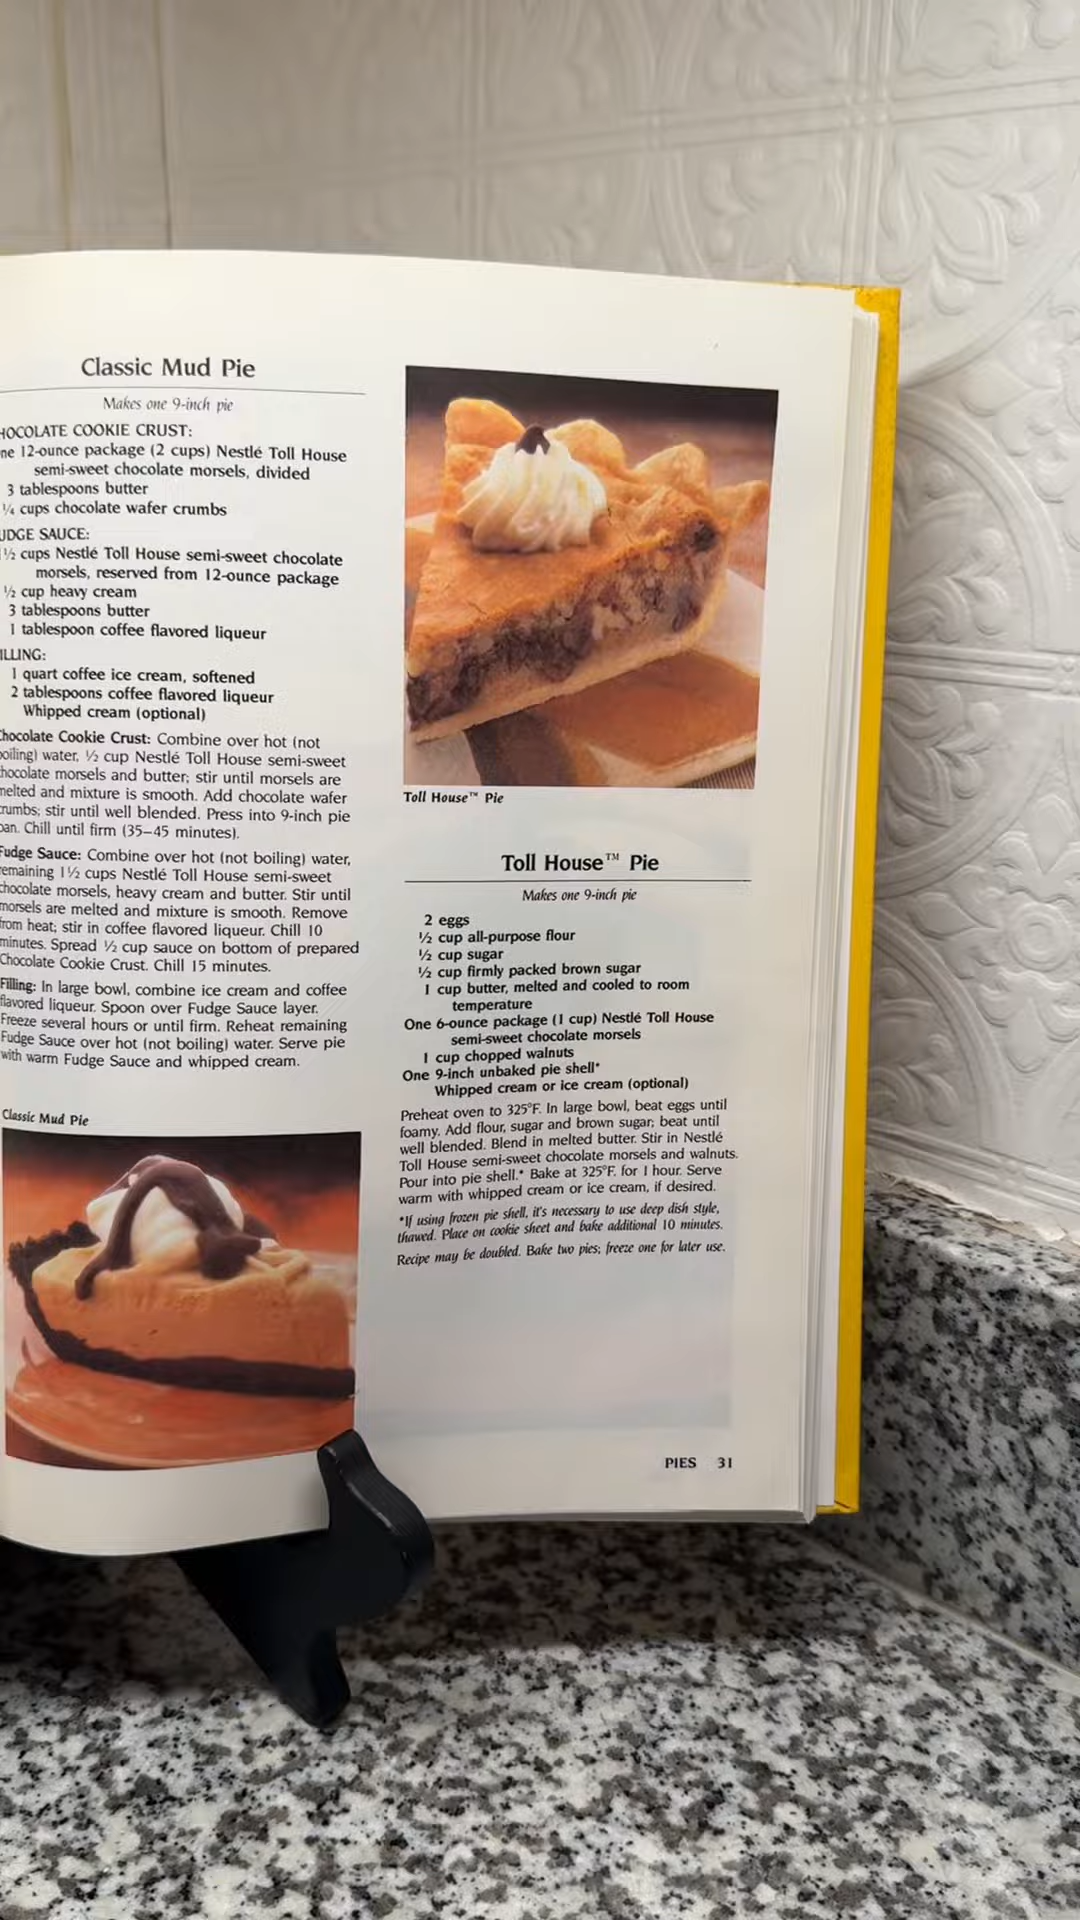 Classic Mud Pie
Makes one 9-inch pie
HOCOLATE COOKIE CRUST:
ne 12-ounce package (2 cups) Nestlé Toll House
semi-sweet chocolate morsels, divided
3 tablespoons butter
¼ cups chocolate wafer crumbs
UDGE SAUCE:
1½ cups Nestlé Toll House semi-sweet chocolate
morsels, reserved from 12-ounce package
½ cup heavy cream
3 tablespoons butter
1 tablespoon coffee flavored liqueur
ILLING:
1 quart coffee ice cream, softened
2 tablespoons coffee flavored liqueur
Whipped cream (optional)
hocolate Cookie Crust: Combine over hot (not
boiling) water, ½ cup Nestlé Toll House semi-sweet
hocolate morsels and butter; stir until morsels are
melted and mixture is smooth. Add chocolate wafer
crumbs; stir until well blended. Press into 9-inch pie
pan. Chill until firm (35–45 minutes).
Fudge Sauce: Combine over hot (not boiling) water,
remaining 1½ cups Nestlé Toll House semi-sweet
chocolate morsels, heavy cream and butter. Stir until
morsels are melted and mixture is smooth. Remove
from heat; stir in coffee flavored liqueur. Chill 10
minutes. Spread ½ cup sauce on bottom of prepared
Chocolate Cookie Crust. Chill 15 minutes.
Filling: In large bowl, combine ice cream and coffee
flavored liqueur. Spoon over Fudge Sauce layer.
Freeze several hours or until firm. Reheat remaining
Fudge Sauce over hot (not boiling) water. Serve pie
with warm Fudge Sauce and whipped cream.
Classic Mud Pie
Toll House™ Pie
Toll House™ Pie
Makes one 9-inch pie
2 eggs
½ cup all-purpose flour
½ cup sugar
½ cup firmly packed brown sugar
1 cup butter, melted and cooled to room
temperature
One 6-ounce package (1 cup) Nestlé Toll House
semi-sweet chocolate morsels
1 cup chopped walnuts
One 9-inch unbaked pie shell*
Whipped cream or ice cream (optional)
Preheat oven to 325°F. In large bowl, beat eggs until
foamy. Add flour, sugar and brown sugar; beat until
well blended. Blend in melted butter. Stir in Nestlé
Toll House semi-sweet chocolate morsels and walnuts.
Pour into pie shell.* Bake at 325°F. for 1 hour. Serve
warm with whipped cream or ice cream, if desired.
*If using frozen pie shell, it's necessary to use deep dish style,
thawed. Place on cookie sheet and bake additional 10 minutes.
Recipe may be doubled. Bake two pies; freeze one for later use.
PIES 31